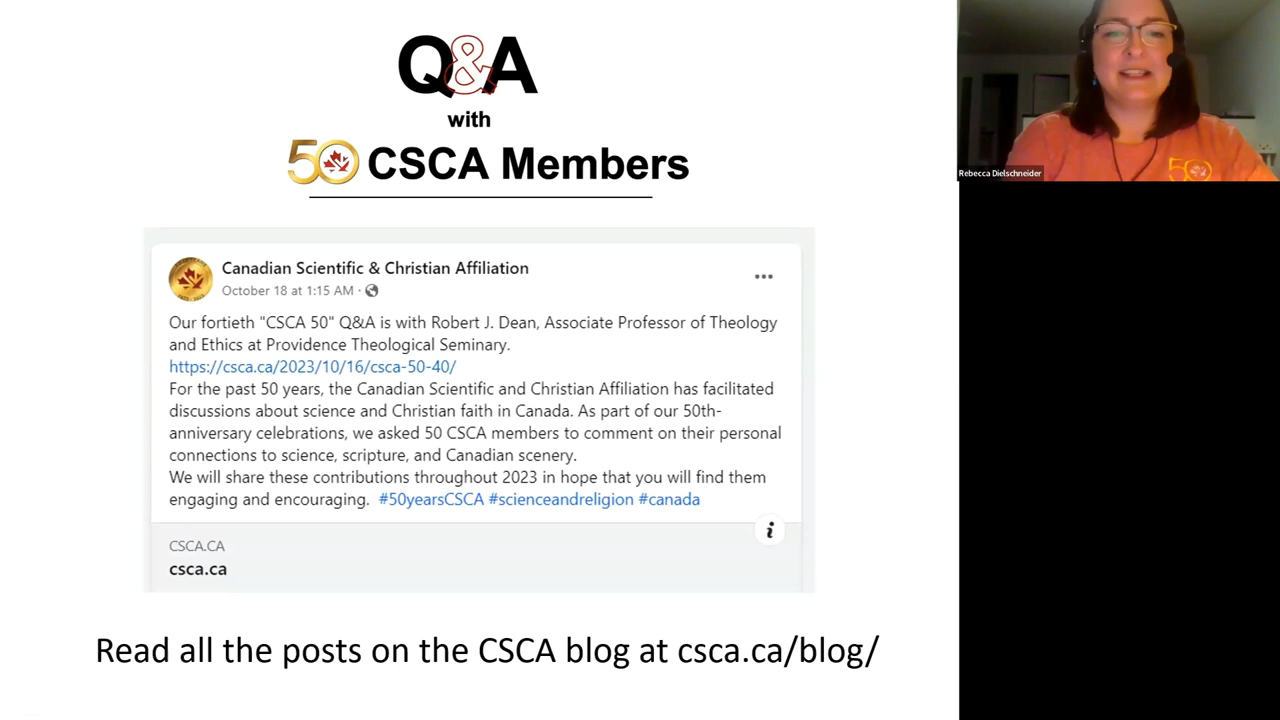 Q&A
with
50 CSCA Members
Canadian Scientific & Christian Affiliation
October 18 at 1:15 AM ·
Our fortieth "CSCA 50" Q&A is with Robert J. Dean, Associate Professor of Theology
and Ethics at Providence Theological Seminary.
https://csca.ca/2023/10/16/csca-50-40/
For the past 50 years, the Canadian Scientific and Christian Affiliation has facilitated
discussions about science and Christian faith in Canada. As part of our 50th-
anniversary celebrations, we asked 50 CSCA members to comment on their personal
connections to science, scripture, and Canadian scenery.
We will share these contributions throughout 2023 in hope that you will find them
engaging and encouraging. #50yearsCSCA #scienceandreligion #canada
i
CSCA.CA
csca.ca
Read all the posts on the CSCA blog at csca.ca/blog/
Rebecca Dielschneider
50